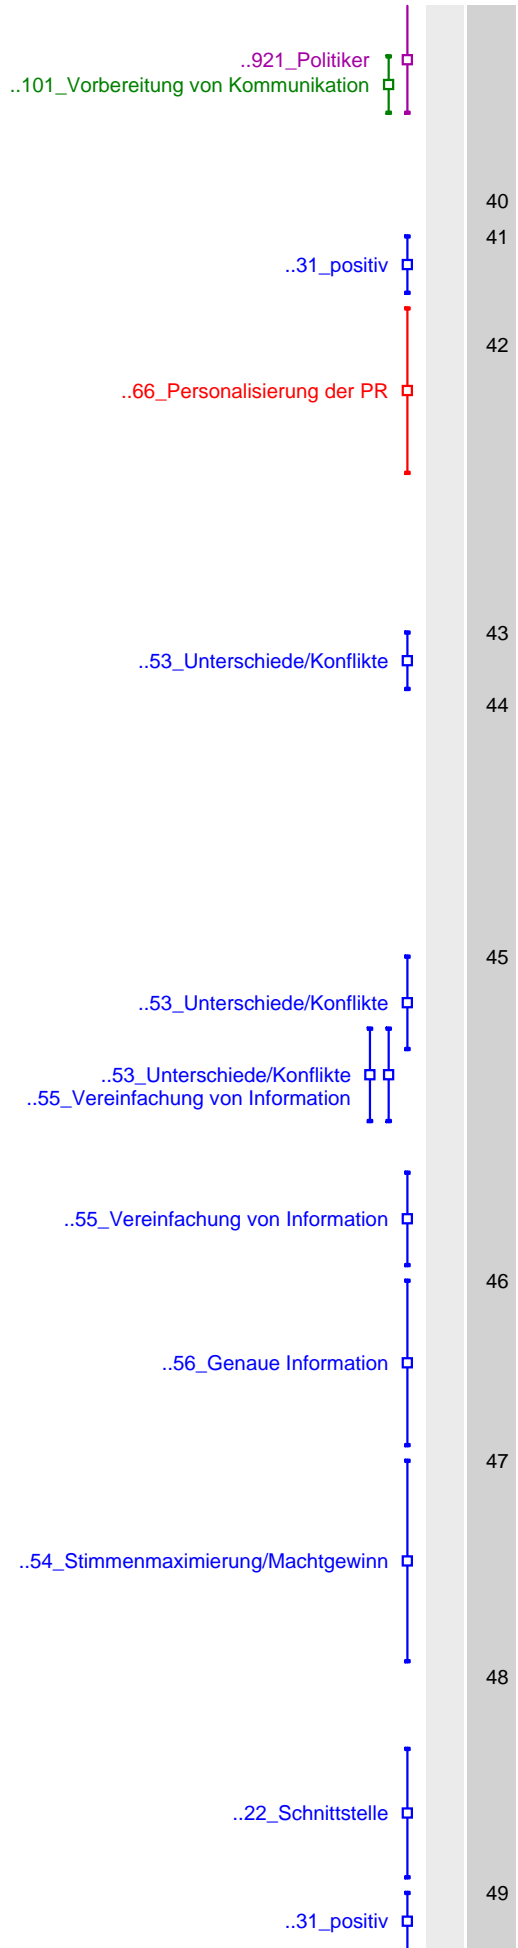 ..921_Politiker
..101_Vorbereitung von Kommunikation
40
41
..31_positiv
42
..66_Personalisierung der PR
43
..53_Unterschiede/Konflikte
44
45
..53_Unterschiede/Konflikte
..53_Unterschiede/Konflikte
..55_Vereinfachung von Information
..55_Vereinfachung von Information
46
..56_Genaue Information
47
..54_Stimmenmaximierung/Machtgewinn
48
..22_Schnittstelle
49
..31_positiv